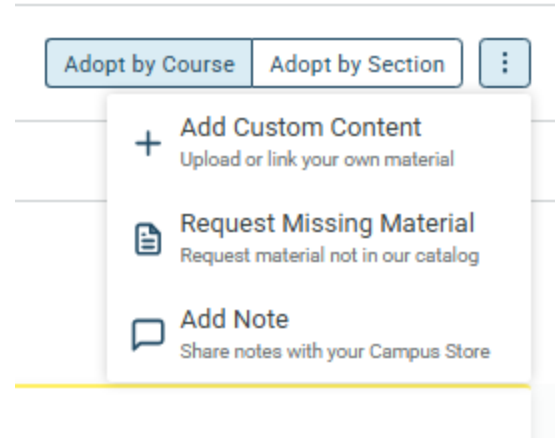 Adopt by Course Adopt by Section
Add Custom Content
Upload or link your own material
Request Missing Material
Request material not in our catalog
Add Note
Share notes with your Campus Store